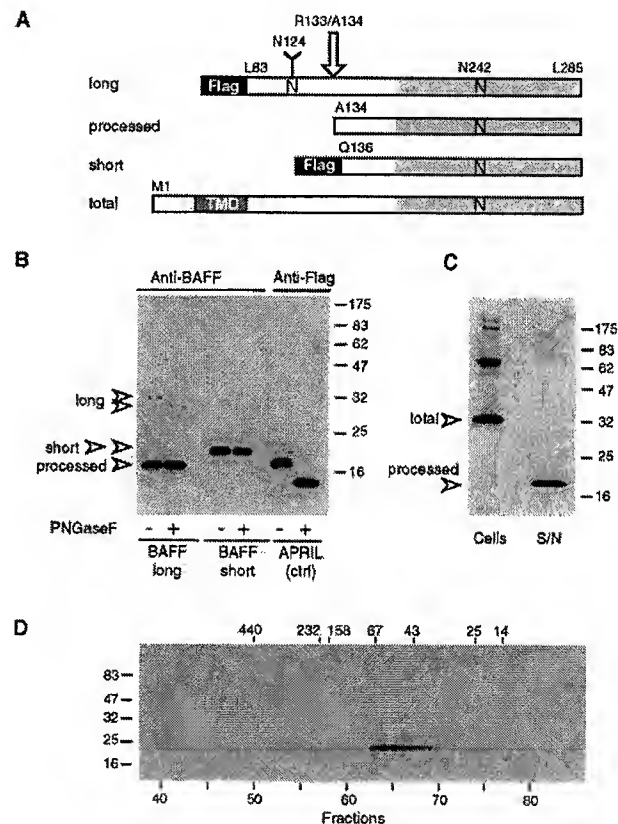 A
R133/A134
N124
L83
N242
L285
long
Flag
N
N
A134
processed
N
Q136
short
Flag
N
M1
total
TMD
N
B
Anti-BAFF
Anti-Flag
175
83
62
47
long
32
25
short
processed
16
PNGaseF
- + - + - +
BAFF long
BAFF short
APRIL (ctrl)
C
175
83
62
47
total
32
25
processed
16
Cells
S/N
D
440 232 158 67 43 25 14
83
47
32
25
16
40 50 60 70 80
Fractions